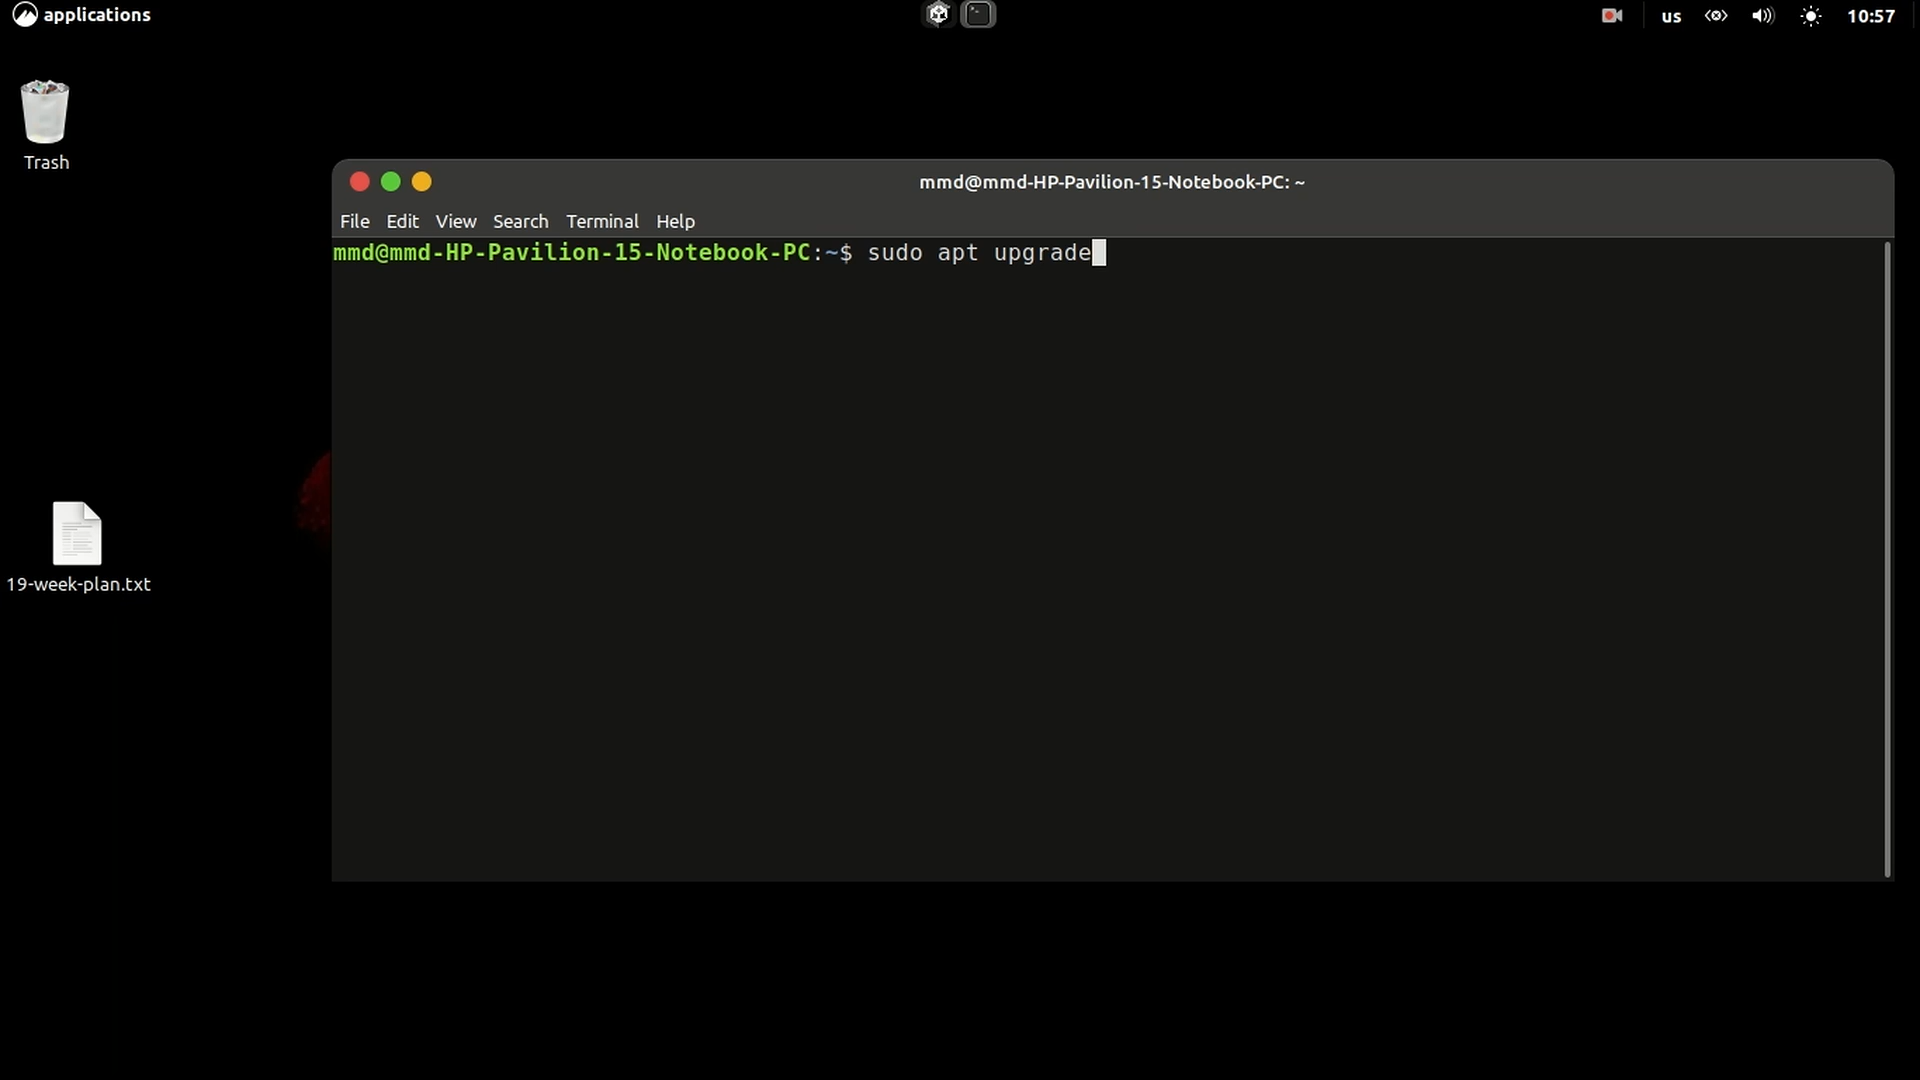 applications
us
10:57
Trash
mmd@mmd-HP-Pavilion-15-Notebook-PC: ~
File Edit View Search Terminal Help
mmd@mmd-HP-Pavilion-15-Notebook-PC:~$ sudo apt upgrade
19-week-plan.txt